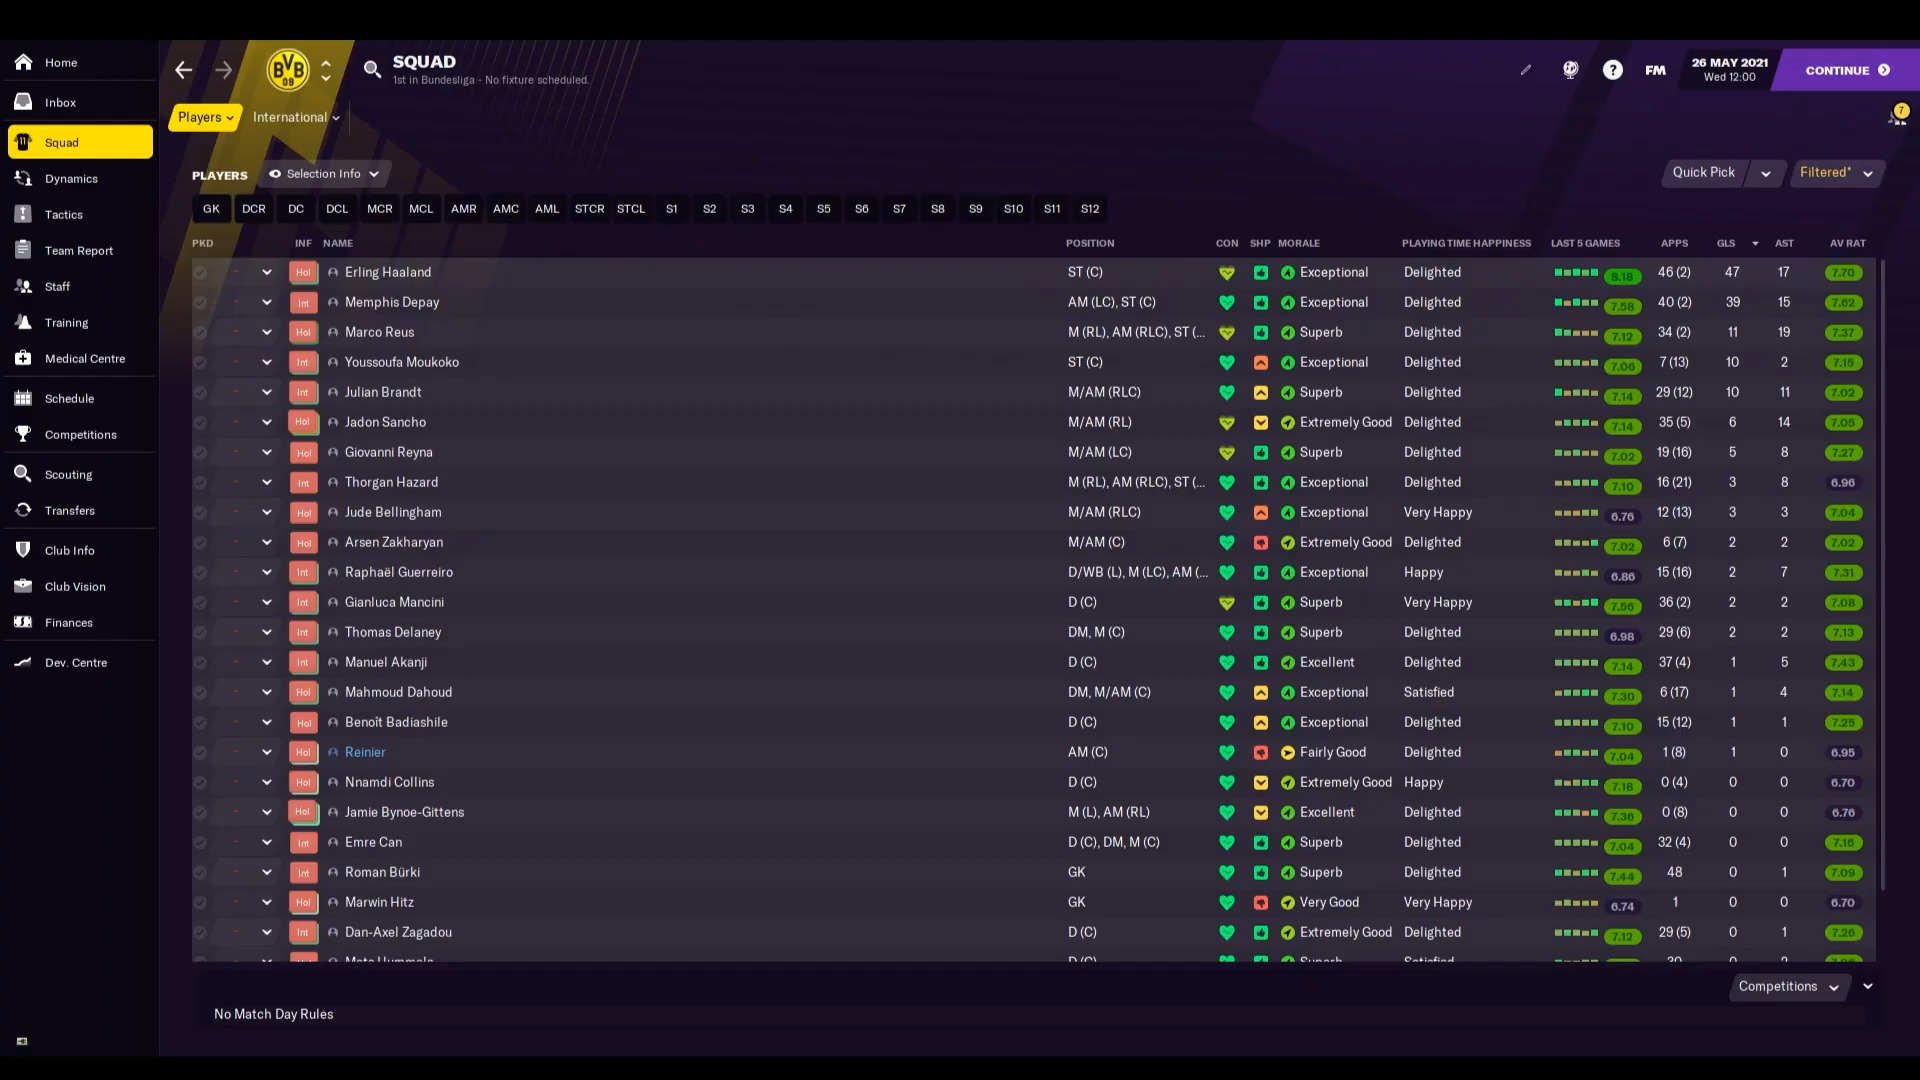 Home
Inbox
Squad
Dynamics
Tactics
Team Report
Staff
Training
Medical Centre
Schedule
Competitions
Scouting
Transfers
Club Info
Club Vision
Finances
Dev. Centre
BVB 09
SQUAD
1st in Bundesliga - No fixture scheduled.
FM
26 MAY 2021
Wed 12:00
CONTINUE
Players International
7
PLAYERS Selection Info Quick Pick Filtered*
GK DCR DC DCL MCR MCL AMR AMC AML STCR STCL S1 S2 S3 S4 S5 S6 S7 S8 S9 S10 S11 S12
PKD INF NAME POSITION CON SHP MORALE PLAYING TIME HAPPINESS LAST 5 GAMES APPS GLS AST AV RAT
- Hol Erling Haaland ST (C) Exceptional Delighted 8.18 46 (2) 47 17 7.70
- Int Memphis Depay AM (LC), ST (C) Exceptional Delighted 7.58 40 (2) 39 15 7.62
- Hol Marco Reus M (RL), AM (RLC), ST (... Superb Delighted 7.12 34 (2) 11 19 7.37
- Int Youssoufa Moukoko ST (C) Exceptional Delighted 7.06 7 (13) 10 2 7.15
- Int Julian Brandt M/AM (RLC) Superb Delighted 7.14 29 (12) 10 11 7.02
- Hol Jadon Sancho M/AM (RL) Extremely Good Delighted 7.14 35 (5) 6 14 7.05
- Hol Giovanni Reyna M/AM (LC) Superb Delighted 7.02 19 (16) 5 8 7.27
- Int Thorgan Hazard M (RL), AM (RLC), ST (... Exceptional Delighted 7.10 16 (21) 3 8 6.96
- Hol Jude Bellingham M/AM (RLC) Exceptional Very Happy 6.76 12 (13) 3 3 7.04
- Hol Arsen Zakharyan M/AM (C) Extremely Good Delighted 7.02 6 (7) 2 2 7.02
- Int Raphaël Guerreiro D/WB (L), M (LC), AM (... Exceptional Happy 6.86 15 (16) 2 7 7.31
- Int Gianluca Mancini D (C) Superb Very Happy 7.56 36 (2) 2 2 7.08
- Int Thomas Delaney DM, M (C) Superb Delighted 6.98 29 (6) 2 2 7.13
- Int Manuel Akanji D (C) Excellent Delighted 7.14 37 (4) 1 5 7.43
- Hol Mahmoud Dahoud DM, M/AM (C) Exceptional Satisfied 7.30 6 (17) 1 4 7.14
- Hol Benoît Badiashile D (C) Exceptional Delighted 7.10 15 (12) 1 1 7.25
- Hol Reinier AM (C) Fairly Good Delighted 7.04 1 (8) 1 0 6.95
- Hol Nnamdi Collins D (C) Extremely Good Happy 7.18 0 (4) 0 0 6.70
- Hol Jamie Bynoe-Gittens M (L), AM (RL) Excellent Delighted 7.36 0 (8) 0 0 6.76
- Int Emre Can D (C), DM, M (C) Superb Delighted 7.04 32 (4) 0 0 7.16
- Int Roman Bürki GK Superb Delighted 7.44 48 0 1 7.09
- Hol Marwin Hitz GK Very Good Very Happy 6.74 1 0 0 6.70
- Int Dan-Axel Zagadou D (C) Extremely Good Delighted 7.12 29 (5) 0 1 7.26
Mats Hummels D (C) Superb Satisfied
Competitions
No Match Day Rules